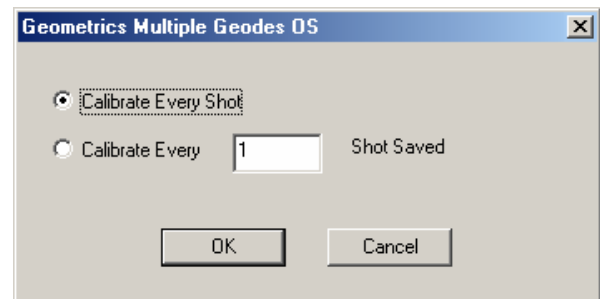 Geometrics Multiple Geodes OS
Calibrate Every Shot
Calibrate Every 1 Shot Saved
OK Cancel